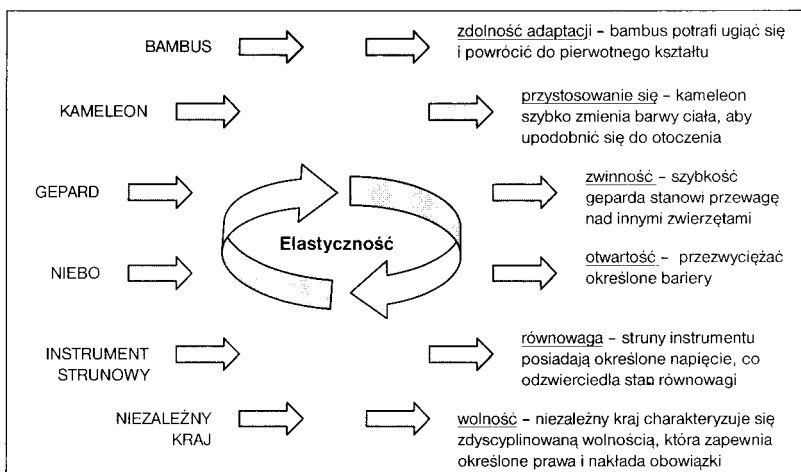 BAMBUS
zdolność adaptacji – bambus potrafi ugiąć się
i powrócić do pierwotnego kształtu
KAMELEON
przystosowanie się – kameleon
szybko zmienia barwy ciała, aby
upodobnić się do otoczenia
GEPARD
zwinność – szybkość
geparda stanowi przewagę
nad innymi zwierzętami
Elastyczność
NIEBO
otwartość – przezwyciężać
określone bariery
INSTRUMENT
STRUNOWY
równowaga – struny instrumentu
posiadają określone napięcie, co
odzwierciedla stan równowagi
NIEZALEŻNY
KRAJ
wolność – niezależny kraj charakteryzuje się
zdyscyplinowaną wolnością, która zapewnia
określone prawa i nakłada obowiązki